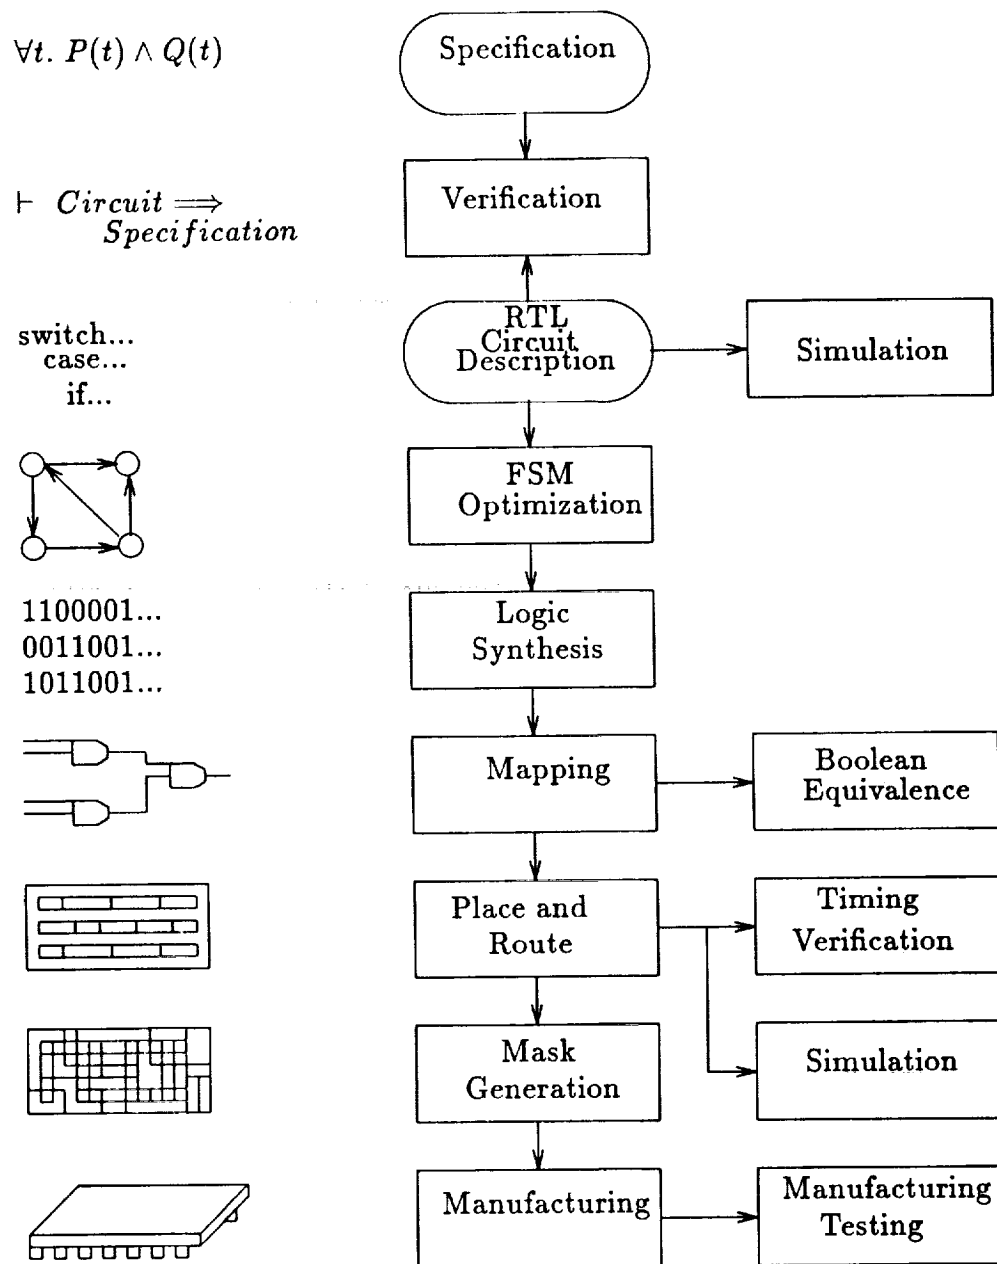 ∀t. P(t) ∧ Q(t)
Specification
⊢ Circuit ⟹
Specification
Verification
switch...
case...
if...
RTL
Circuit
Description
Simulation
FSM
Optimization
1100001...
0011001...
1011001...
Logic
Synthesis
Mapping
Boolean
Equivalence
Place and
Route
Timing
Verification
Mask
Generation
Simulation
Manufacturing
Manufacturing
Testing